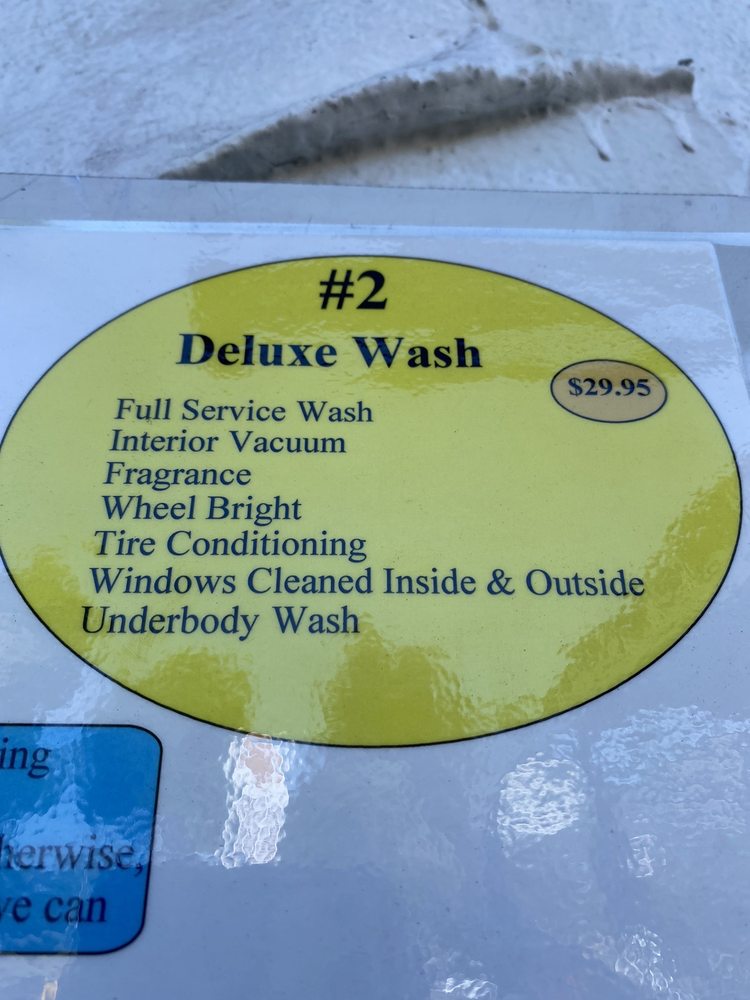 #2
Deluxe Wash
$29.95
Full Service Wash
Interior Vacuum
Fragrance
Wheel Bright
Tire Conditioning
Windows Cleaned Inside & Outside
Underbody Wash
ing
herwise,
ve can